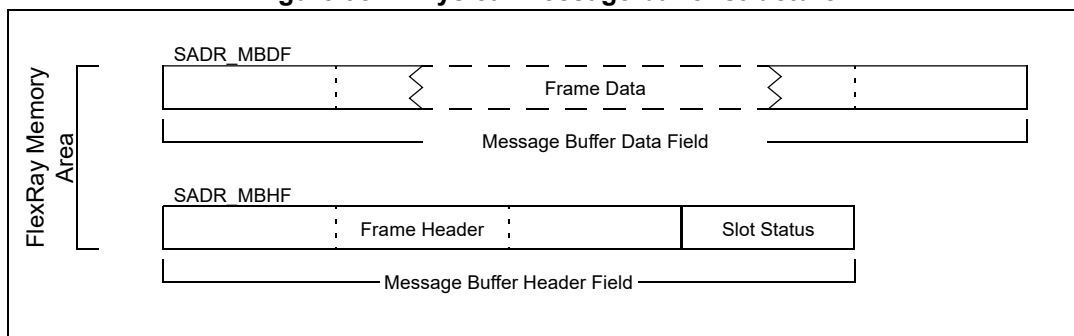 SADR_MBDF
Frame Data
Message Buffer Data Field
FlexRay Memory
Area
SADR_MBHF
Frame Header
Slot Status
Message Buffer Header Field